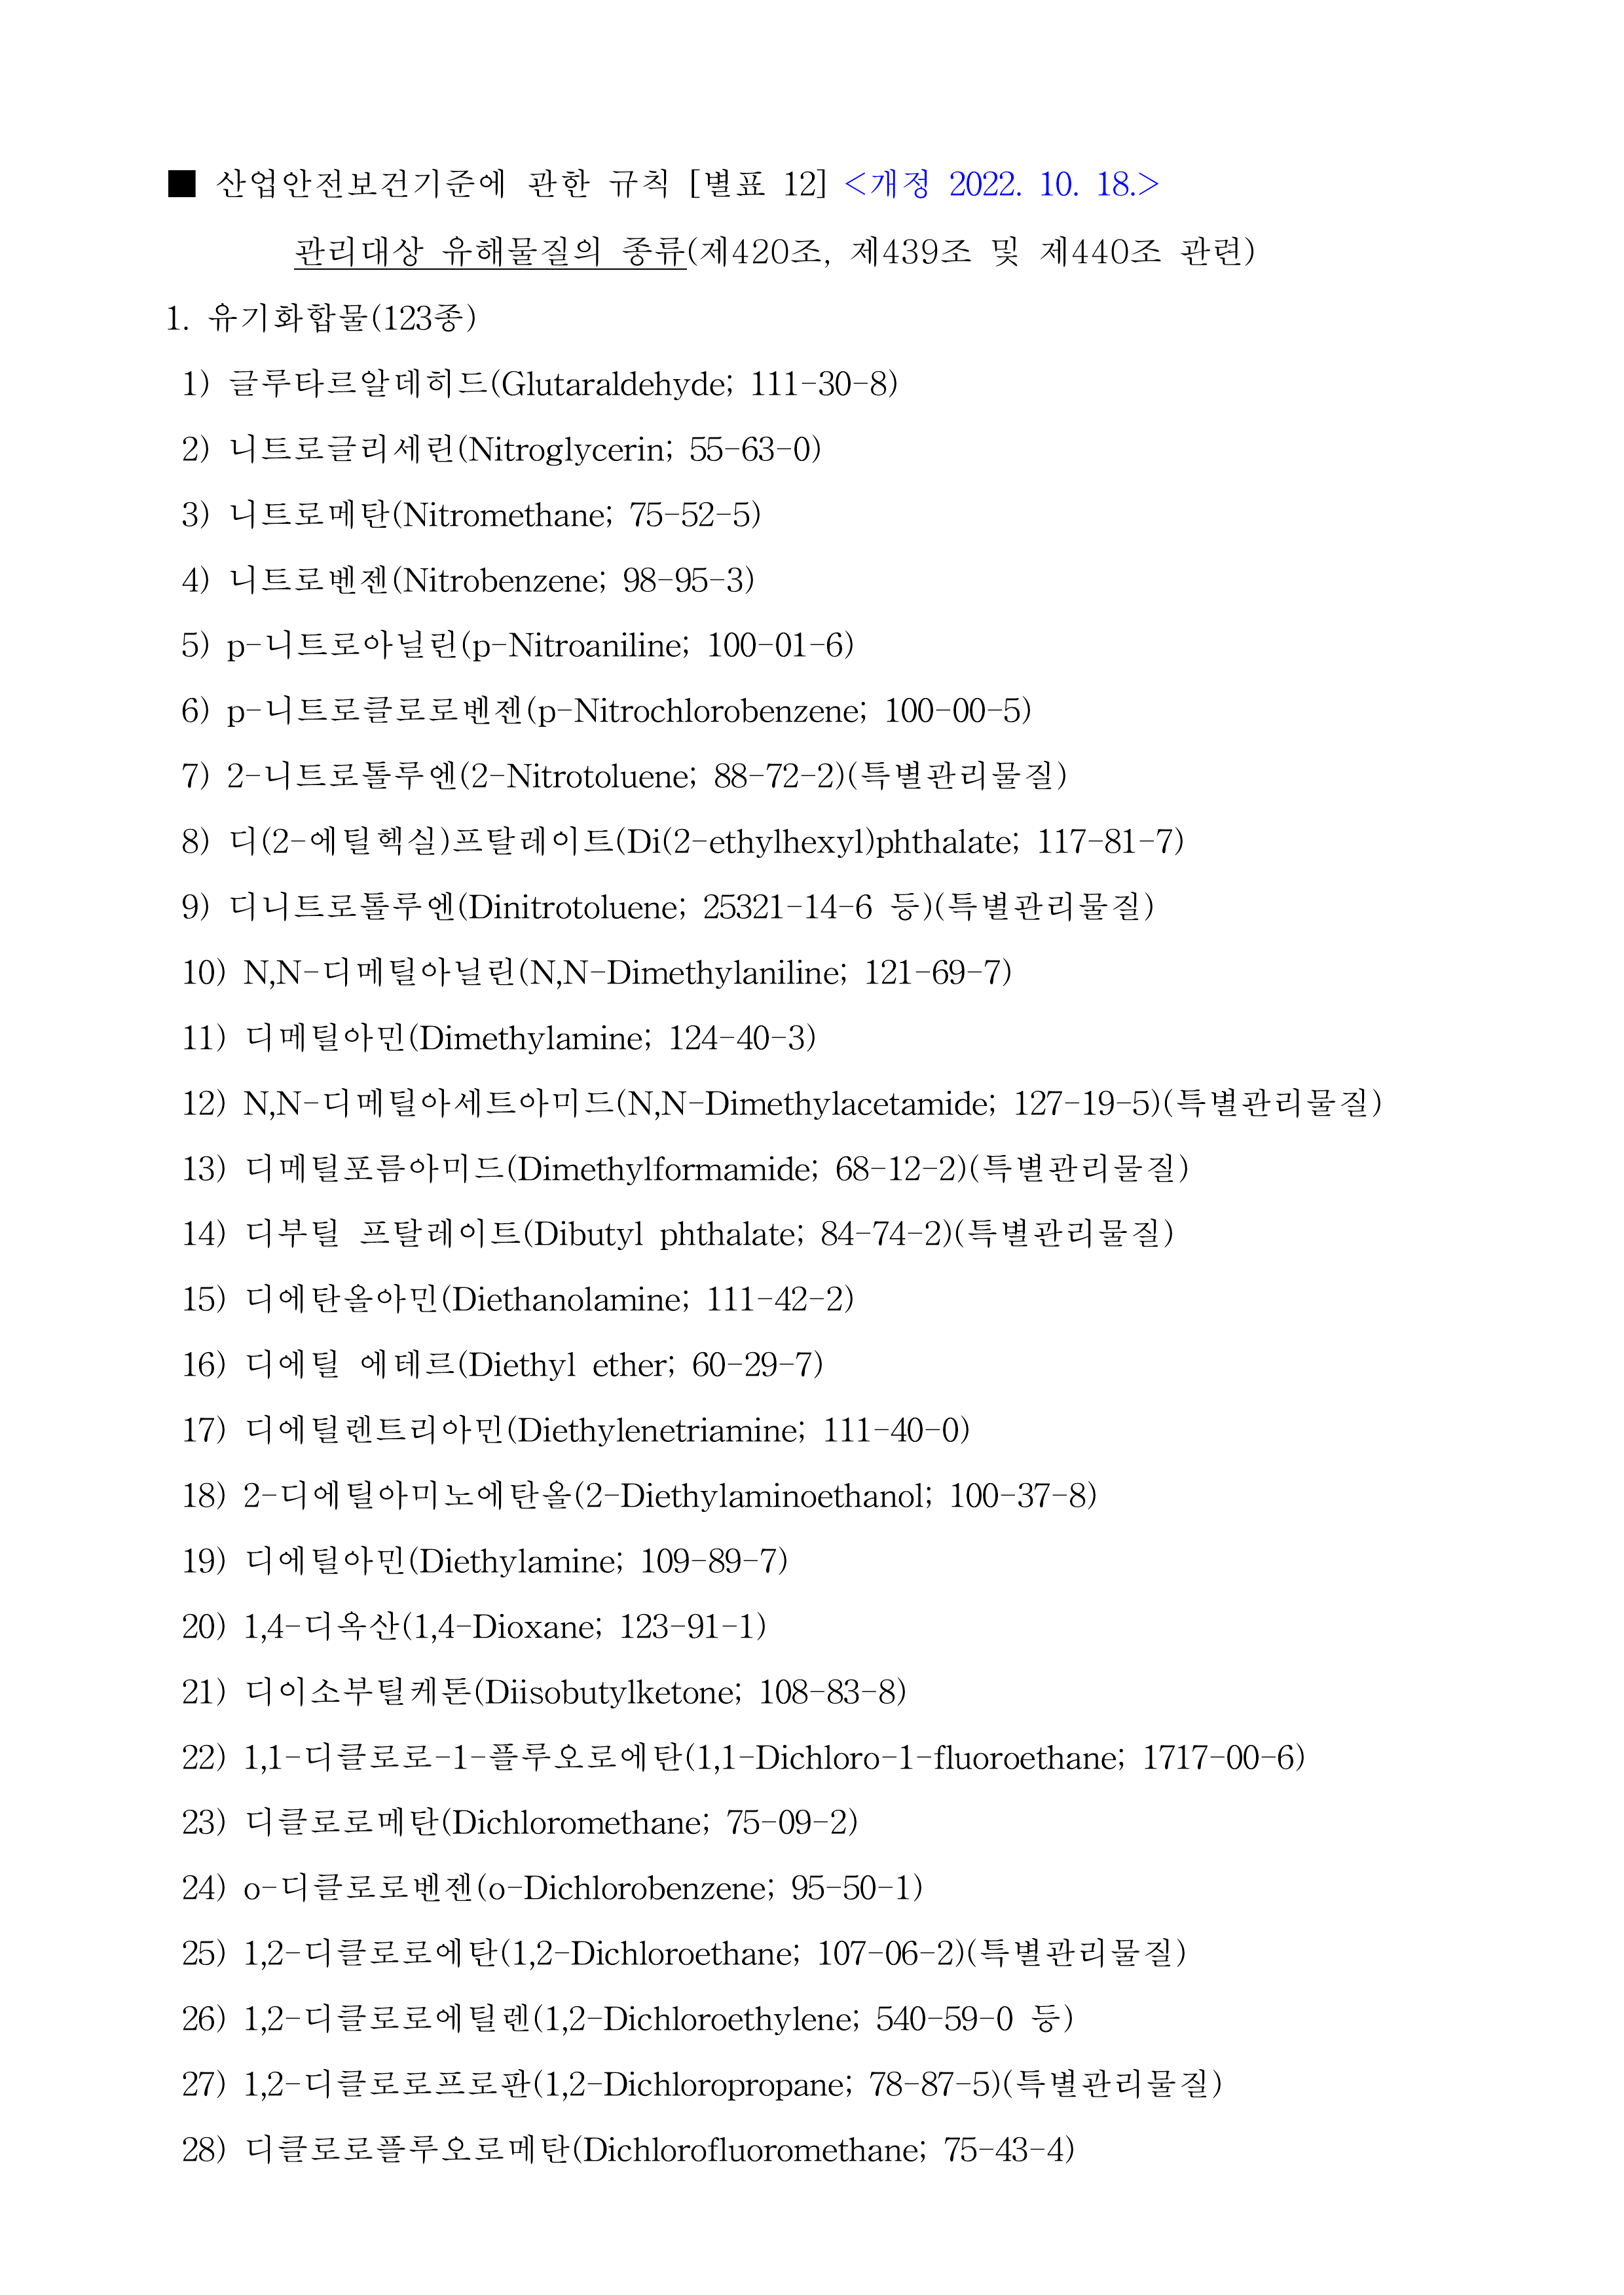 ■ 산업안전보건기준에 관한 규칙 [별표 12] <개정 2022. 10. 18.>
관리대상 유해물질의 종류(제420조, 제439조 및 제440조 관련)
1. 유기화합물(123종)
1) 글루타르알데히드(Glutaraldehyde; 111-30-8)
2) 니트로글리세린(Nitroglycerin; 55-63-0)
3) 니트로메탄(Nitromethane; 75-52-5)
4) 니트로벤젠(Nitrobenzene; 98-95-3)
5) p-니트로아닐린(p-Nitroaniline; 100-01-6)
6) p-니트로클로로벤젠(p-Nitrochlorobenzene; 100-00-5)
7) 2-니트로톨루엔(2-Nitrotoluene; 88-72-2)(특별관리물질)
8) 디(2-에틸헥실)프탈레이트(Di(2-ethylhexyl)phthalate; 117-81-7)
9) 디니트로톨루엔(Dinitrotoluene; 25321-14-6 등)(특별관리물질)
10) N,N-디메틸아닐린(N,N-Dimethylaniline; 121-69-7)
11) 디메틸아민(Dimethylamine; 124-40-3)
12) N,N-디메틸아세트아미드(N,N-Dimethylacetamide; 127-19-5)(특별관리물질)
13) 디메틸포름아미드(Dimethylformamide; 68-12-2)(특별관리물질)
14) 디부틸 프탈레이트(Dibutyl phthalate; 84-74-2)(특별관리물질)
15) 디에탄올아민(Diethanolamine; 111-42-2)
16) 디에틸 에테르(Diethyl ether; 60-29-7)
17) 디에틸렌트리아민(Diethylenetriamine; 111-40-0)
18) 2-디에틸아미노에탄올(2-Diethylaminoethanol; 100-37-8)
19) 디에틸아민(Diethylamine; 109-89-7)
20) 1,4-디옥산(1,4-Dioxane; 123-91-1)
21) 디이소부틸케톤(Diisobutylketone; 108-83-8)
22) 1,1-디클로로-1-플루오로에탄(1,1-Dichloro-1-fluoroethane; 1717-00-6)
23) 디클로로메탄(Dichloromethane; 75-09-2)
24) o-디클로로벤젠(o-Dichlorobenzene; 95-50-1)
25) 1,2-디클로로에탄(1,2-Dichloroethane; 107-06-2)(특별관리물질)
26) 1,2-디클로로에틸렌(1,2-Dichloroethylene; 540-59-0 등)
27) 1,2-디클로로프로판(1,2-Dichloropropane; 78-87-5)(특별관리물질)
28) 디클로로플루오로메탄(Dichlorofluoromethane; 75-43-4)